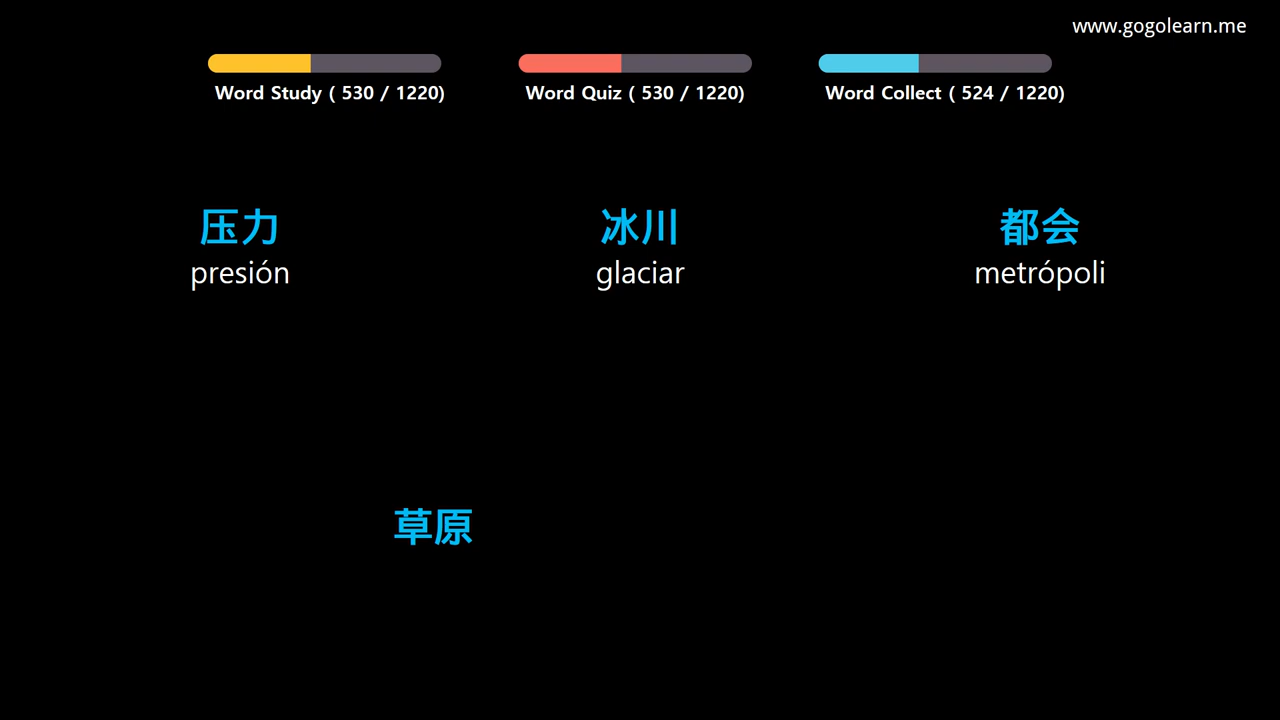 www.gogolearn.me
Word Study ( 530 / 1220)
Word Quiz ( 530 / 1220)
Word Collect ( 524 / 1220)
压力
presión
冰川
glaciar
都会
metrópoli
草原